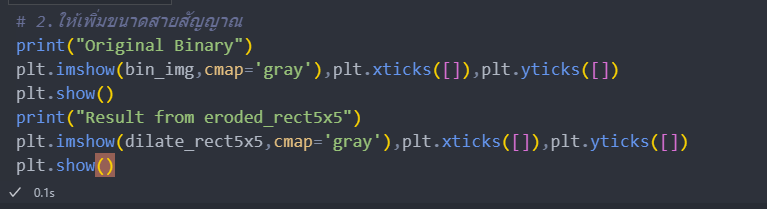 # 2.ให้เพิ่มขนาดสายสัญญาณ
print("Original Binary")
plt.imshow(bin_img,cmap='gray'),plt.xticks([]),plt.yticks([])
plt.show()
print("Result from eroded_rect5x5")
plt.imshow(dilate_rect5x5,cmap='gray'),plt.xticks([]),plt.yticks([])
plt.show()
✓ 0.1s